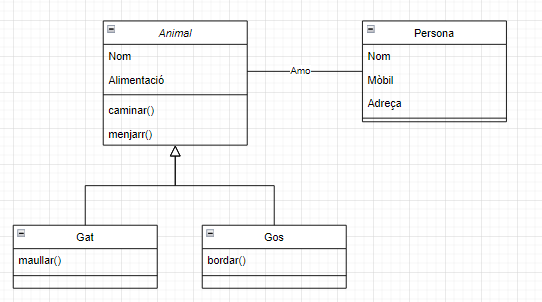 Animal
Nom
Alimentació
caminar()
menjarr()
Amo
Persona
Nom
Mòbil
Adreça
Gat
maullar()
Gos
bordar()